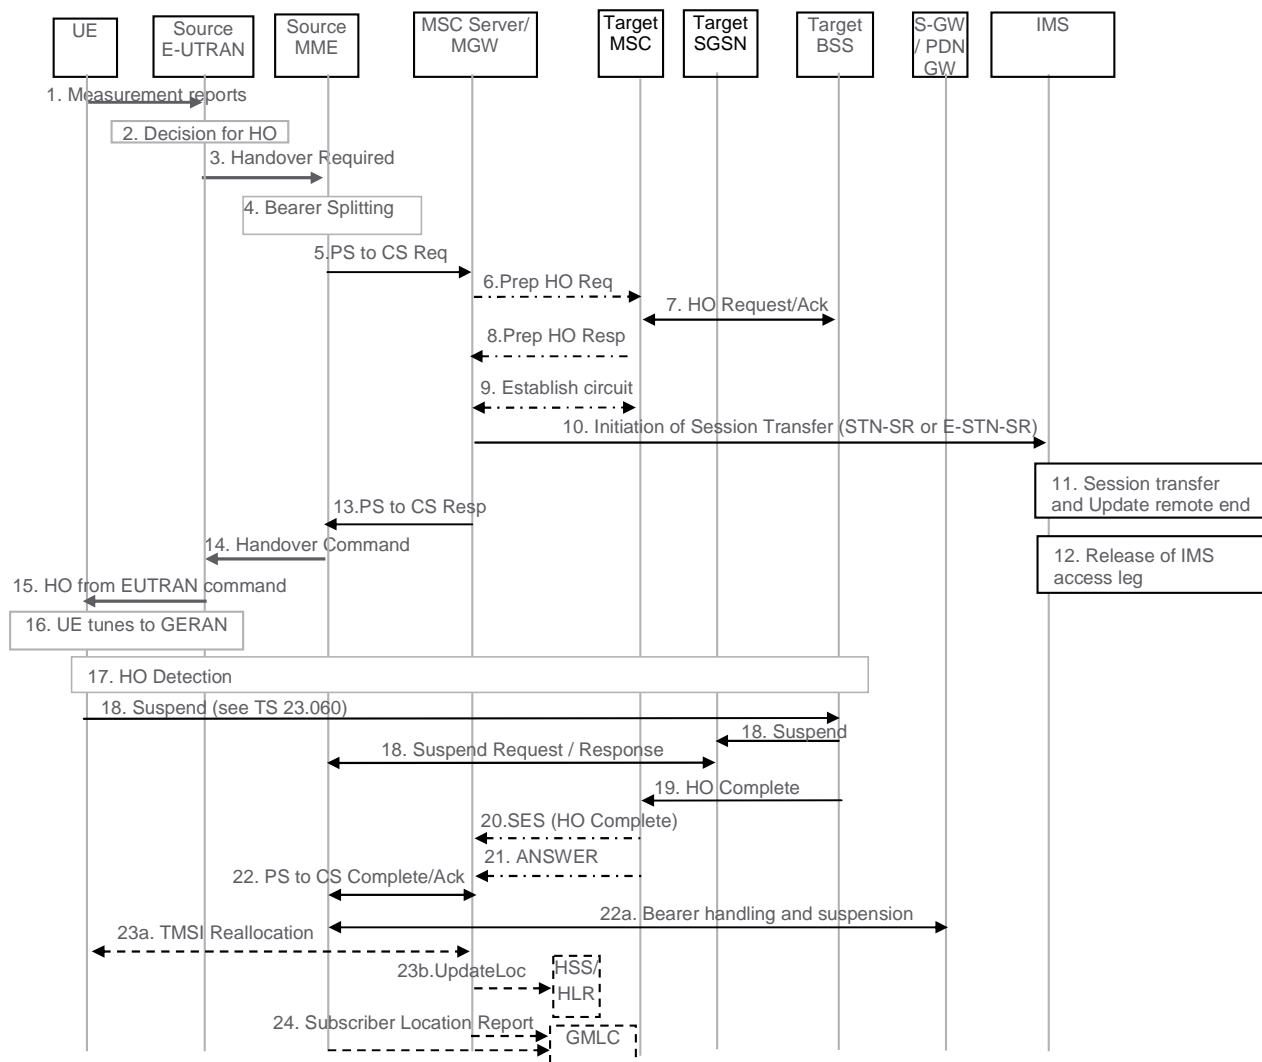 UE
Source
E-UTRAN
Source
MME
MSC Server/
MGW
Target
MSC
Target
SGSN
Target
BSS
S-GW
/ PDN
GW
IMS
1. Measurement reports
2. Decision for HO
3. Handover Required
4. Bearer Splitting
5.PS to CS Req
6.Prep HO Req
7. HO Request/Ack
8.Prep HO Resp
9. Establish circuit
10. Initiation of Session Transfer (STN-SR or E-STN-SR)
11. Session transfer
and Update remote end
13.PS to CS Resp
12. Release of IMS
access leg
14. Handover Command
15. HO from EUTRAN command
16. UE tunes to GERAN
17. HO Detection
18. Suspend (see TS 23.060)
18. Suspend
18. Suspend Request / Response
19. HO Complete
20.SES (HO Complete)
21. ANSWER
22. PS to CS Complete/Ack
22a. Bearer handling and suspension
23a. TMSI Reallocation
23b.UpdateLoc
HSS/
HLR
24. Subscriber Location Report
GMLC